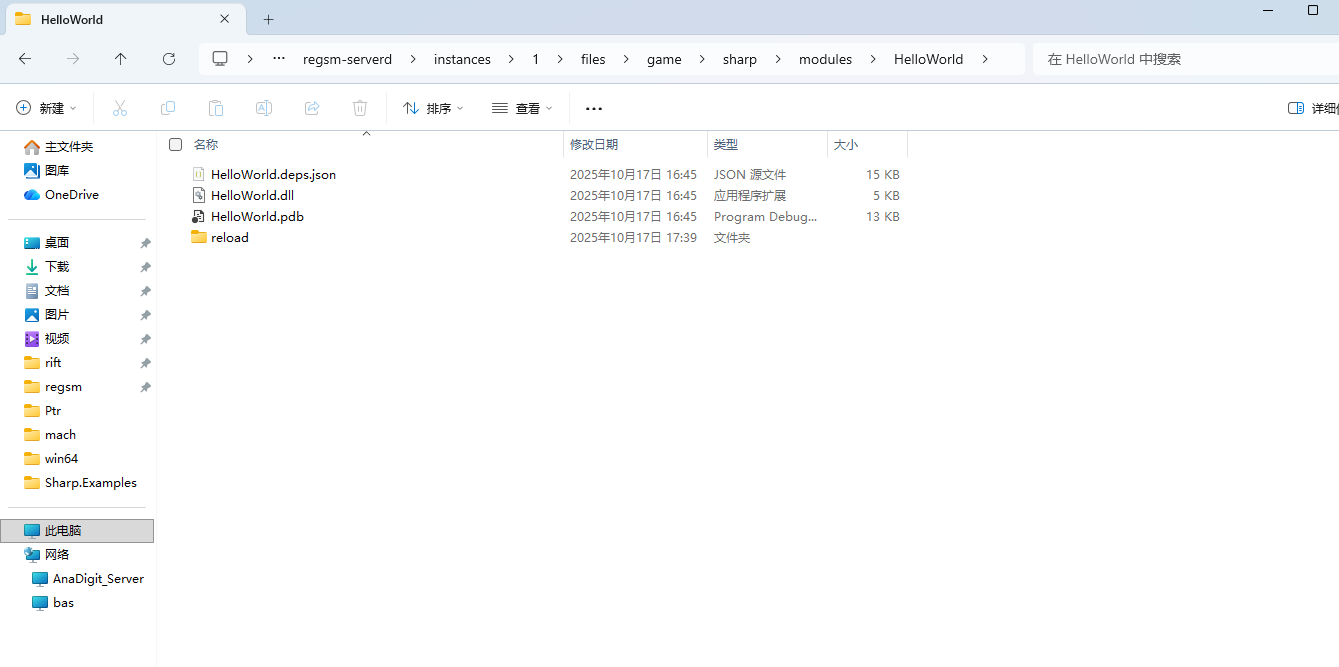 HelloWorld
regsm-serverd > instances > 1 > files > game > sharp > modules > HelloWorld >
在 HelloWorld 中搜索
新建
排序
查看
名称
修改日期
类型
大小
HelloWorld.deps.json 2025年10月17日 16:45 JSON 源文件 15 KB
HelloWorld.dll 2025年10月17日 16:45 应用程序扩展 5 KB
HelloWorld.pdb 2025年10月17日 16:45 Program Debug... 13 KB
reload 2025年10月17日 17:39 文件夹
主文件夹
图库
OneDrive
桌面
下载
文档
图片
视频
rift
regsm
Ptr
mach
win64
Sharp.Examples
此电脑
网络
AnaDigit_Server
bas